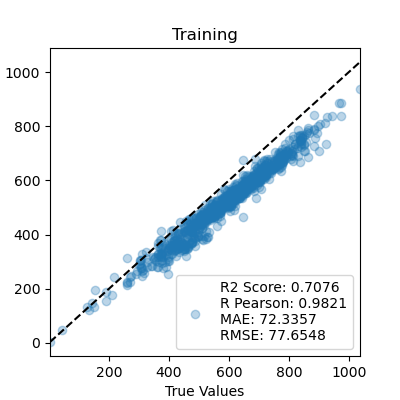 Training
1000
800
600
400
200
0
R2 Score: 0.7076
R Pearson: 0.9821
MAE: 72.3357
RMSE: 77.6548
200 400 600 800 1000
True Values